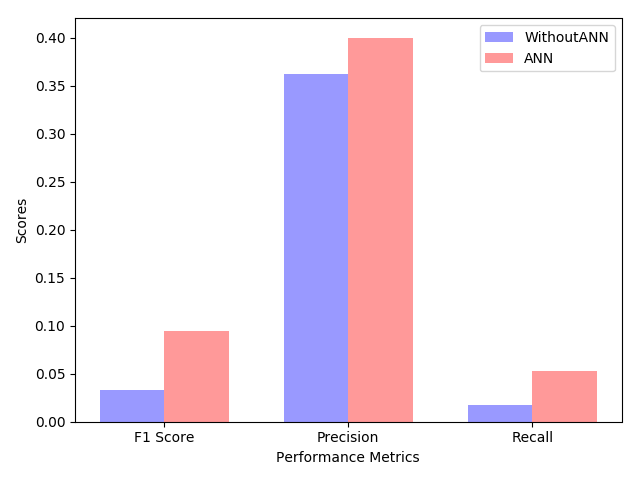 WithoutANN
ANN
0.40
0.35
0.30
0.25
0.20
0.15
0.10
0.05
0.00
Scores
F1 Score
Precision
Recall
Performance Metrics